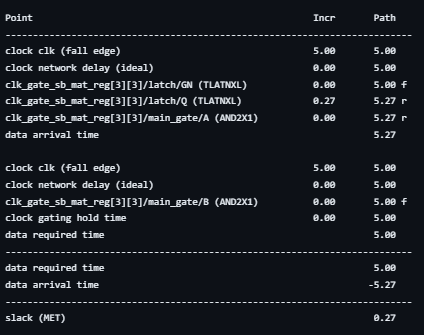 Point Incr Path
--------------------------------------------------------------------------
clock clk (fall edge) 5.00 5.00
clock network delay (ideal) 0.00 5.00
clk_gate_sb_mat_reg[3][3]/latch/GN (TLATNXL) 0.00 5.00 f
clk_gate_sb_mat_reg[3][3]/latch/Q (TLATNXL) 0.27 5.27 r
clk_gate_sb_mat_reg[3][3]/main_gate/A (AND2X1) 0.00 5.27 r
data arrival time 5.27
clock clk (fall edge) 5.00 5.00
clock network delay (ideal) 0.00 5.00
clk_gate_sb_mat_reg[3][3]/main_gate/B (AND2X1) 0.00 5.00 f
clock gating hold time 0.00 5.00
data required time 5.00
--------------------------------------------------------------------------
data required time 5.00
data arrival time -5.27
--------------------------------------------------------------------------
slack (MET) 0.27